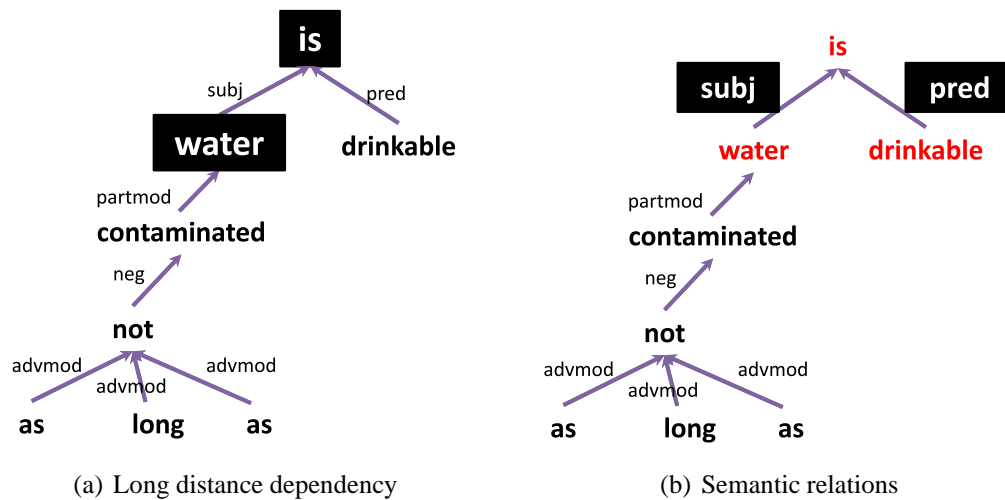 is
subj
pred
water
drinkable
partmod
contaminated
neg
not
advmod
advmod
advmod
as
long
as
(a) Long distance dependency
is
subj
pred
water
drinkable
partmod
contaminated
neg
not
advmod
advmod
advmod
as
long
as
(b) Semantic relations